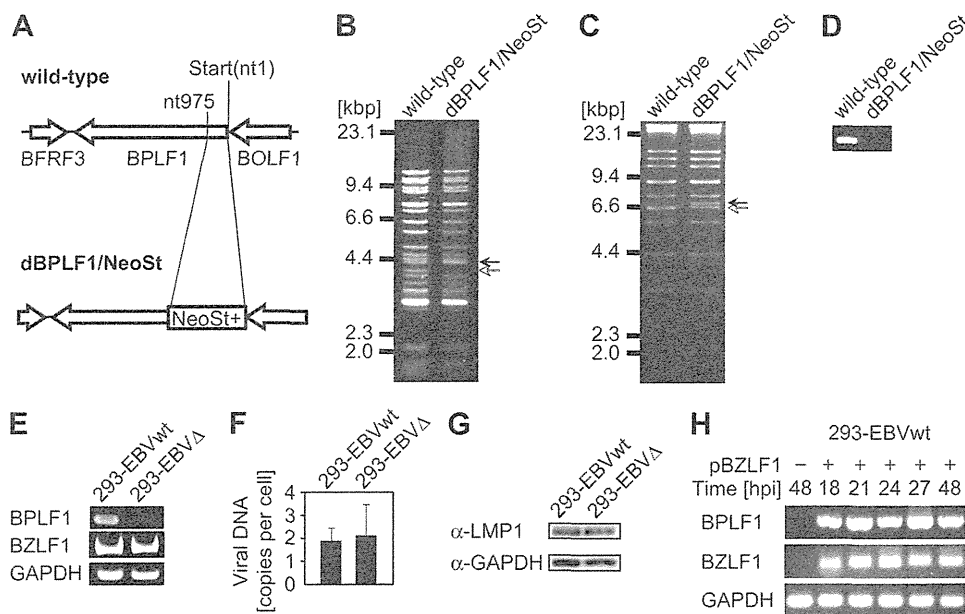 A
wild-type
Start(nt1)
nt975
BFRF3
BPLF1
BOLF1
dBPLF1/NeoSt
NeoSt+
B
wild-type
dBPLF1/NeoSt
[kbp]
23.1
9.4
6.6
4.4
2.3
2.0
C
wild-type
dBPLF1/NeoSt
[kbp]
23.1
9.4
6.6
4.4
2.3
2.0
D
wild-type
dBPLF1/NeoSt
E
293-EBVwt
293-EBVΔ
BPLF1
BZLF1
GAPDH
F
293-EBVwt
293-EBVΔ
Viral DNA
[copies per cell]
4
3
2
1
0
G
293-EBVwt
293-EBVΔ
α-LMP1
α-GAPDH
H
293-EBVwt
pBZLF1 – + + + + +
Time [hpi] 48 18 21 24 27 48
BPLF1
BZLF1
GAPDH